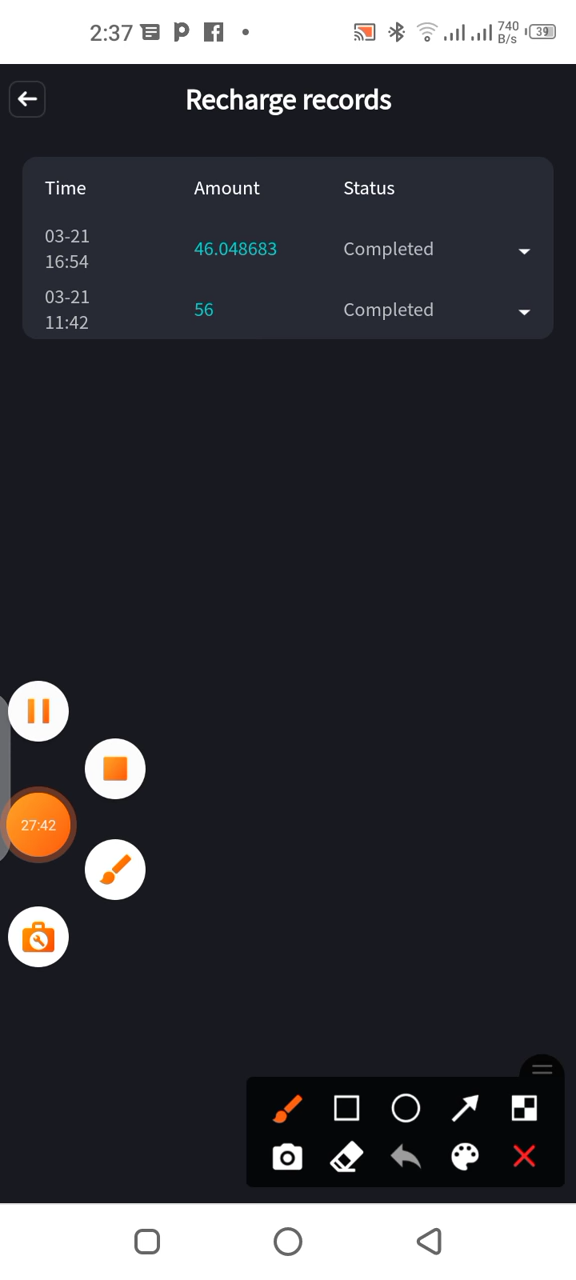 2:37 740 B/s 39
Recharge records
Time Amount Status
03-21 16:54 46.048683 Completed
03-21 11:42 56 Completed
27:42